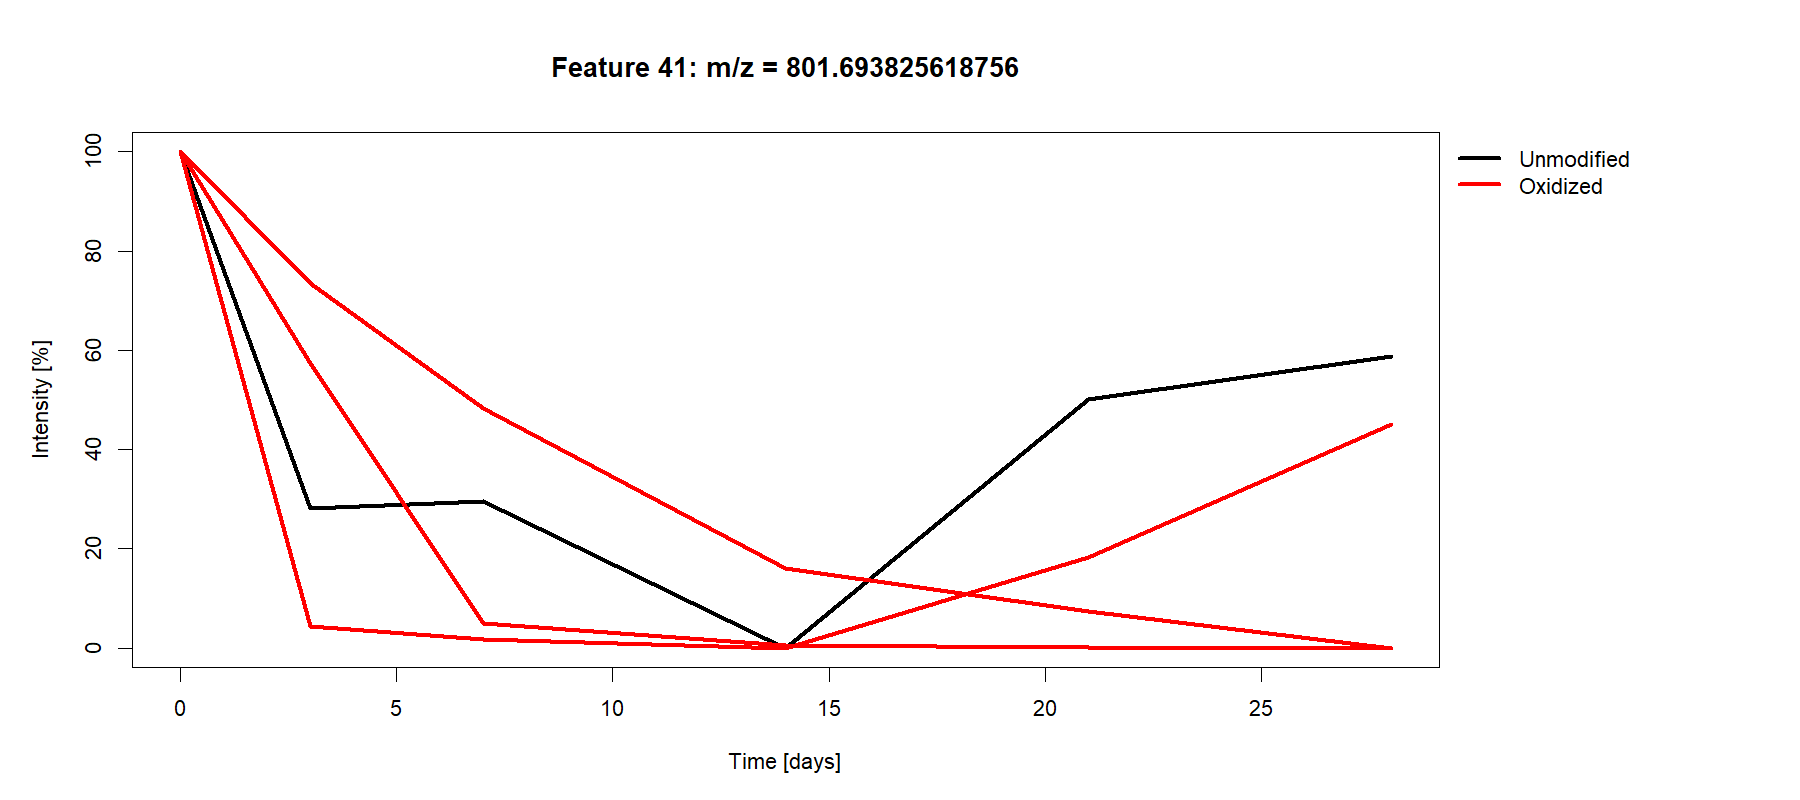 Feature 41: m/z = 801.693825618756
Unmodified
Oxidized
100
80
60
40
20
0
Intensity [%]
0 5 10 15 20 25
Time [days]